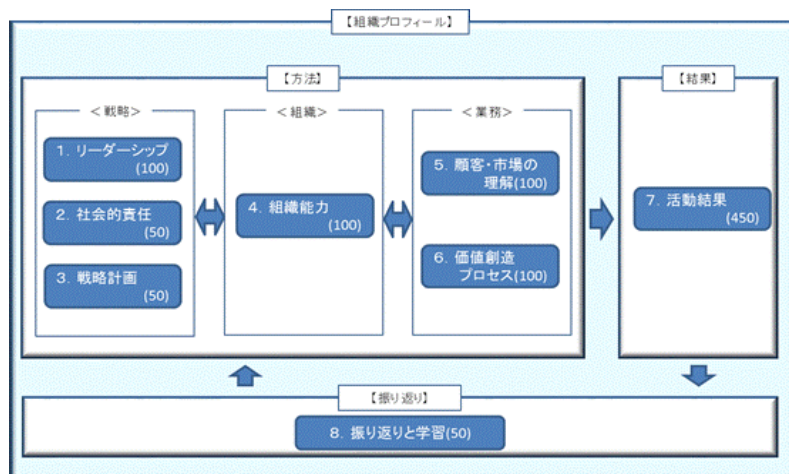 【組織プロフィール】
【方法】
【結果】
＜戦略＞
＜組織＞
＜業務＞
1. リーダーシップ
(100)
2. 社会的責任
(50)
3. 戦略計画
(50)
4. 組織能力
(100)
5. 顧客・市場の
理解(100)
6. 価値創造
プロセス(100)
7. 活動結果
(450)
【振り返り】
8. 振り返りと学習(50)